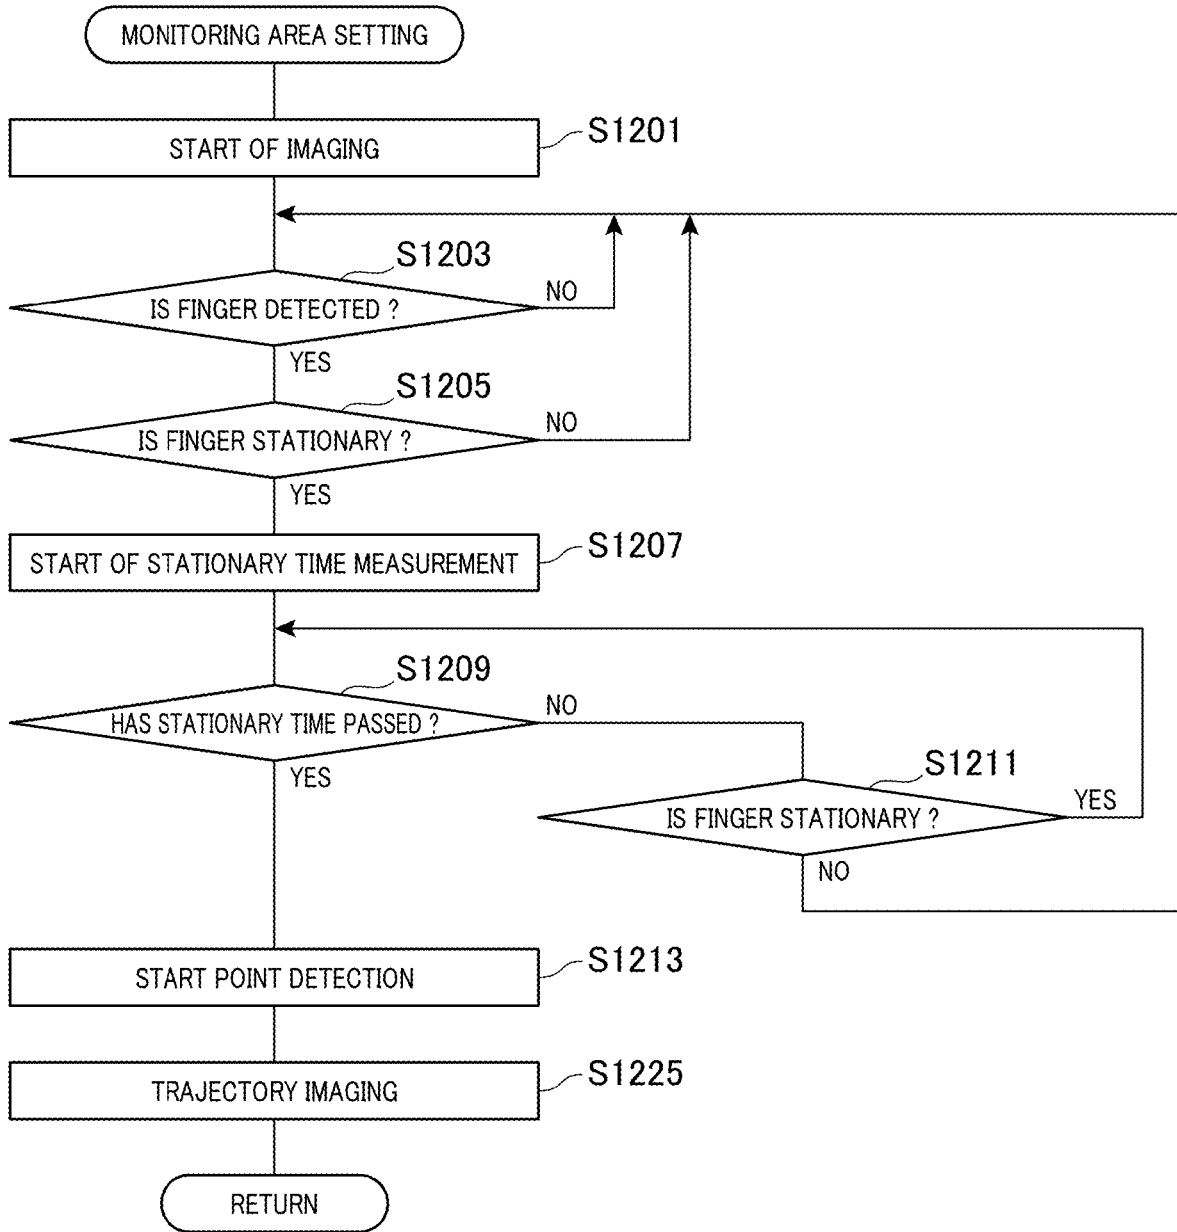 MONITORING AREA SETTING
START OF IMAGING
S1201
S1203
IS FINGER DETECTED ?
NO
YES
S1205
IS FINGER STATIONARY ?
NO
YES
START OF STATIONARY TIME MEASUREMENT
S1207
S1209
HAS STATIONARY TIME PASSED ?
NO
YES
S1211
IS FINGER STATIONARY ?
YES
NO
START POINT DETECTION
S1213
TRAJECTORY IMAGING
S1225
RETURN